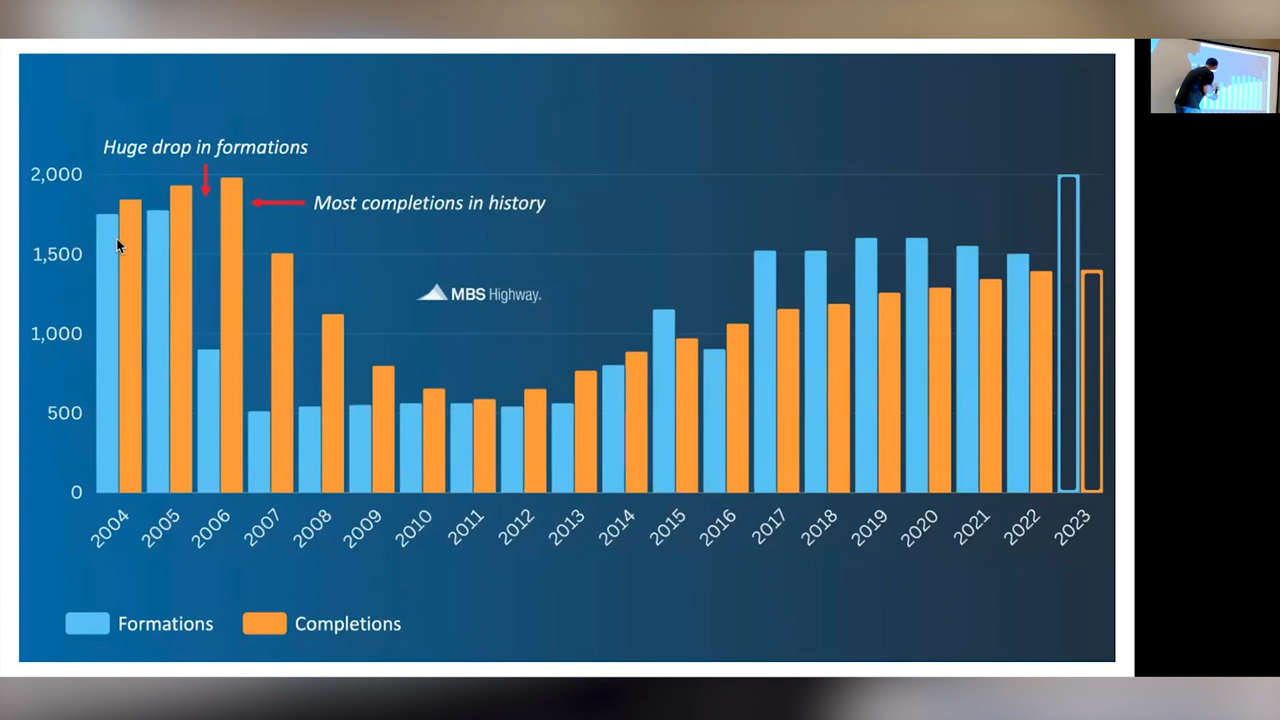 Huge drop in formations
2,000
Most completions in history
1,500
MBS Highway.
1,000
500
0
2004 2005 2006 2007 2008 2009 2010 2011 2012 2013 2014 2015 2016 2017 2018 2019 2020 2021 2022 2023
Formations Completions